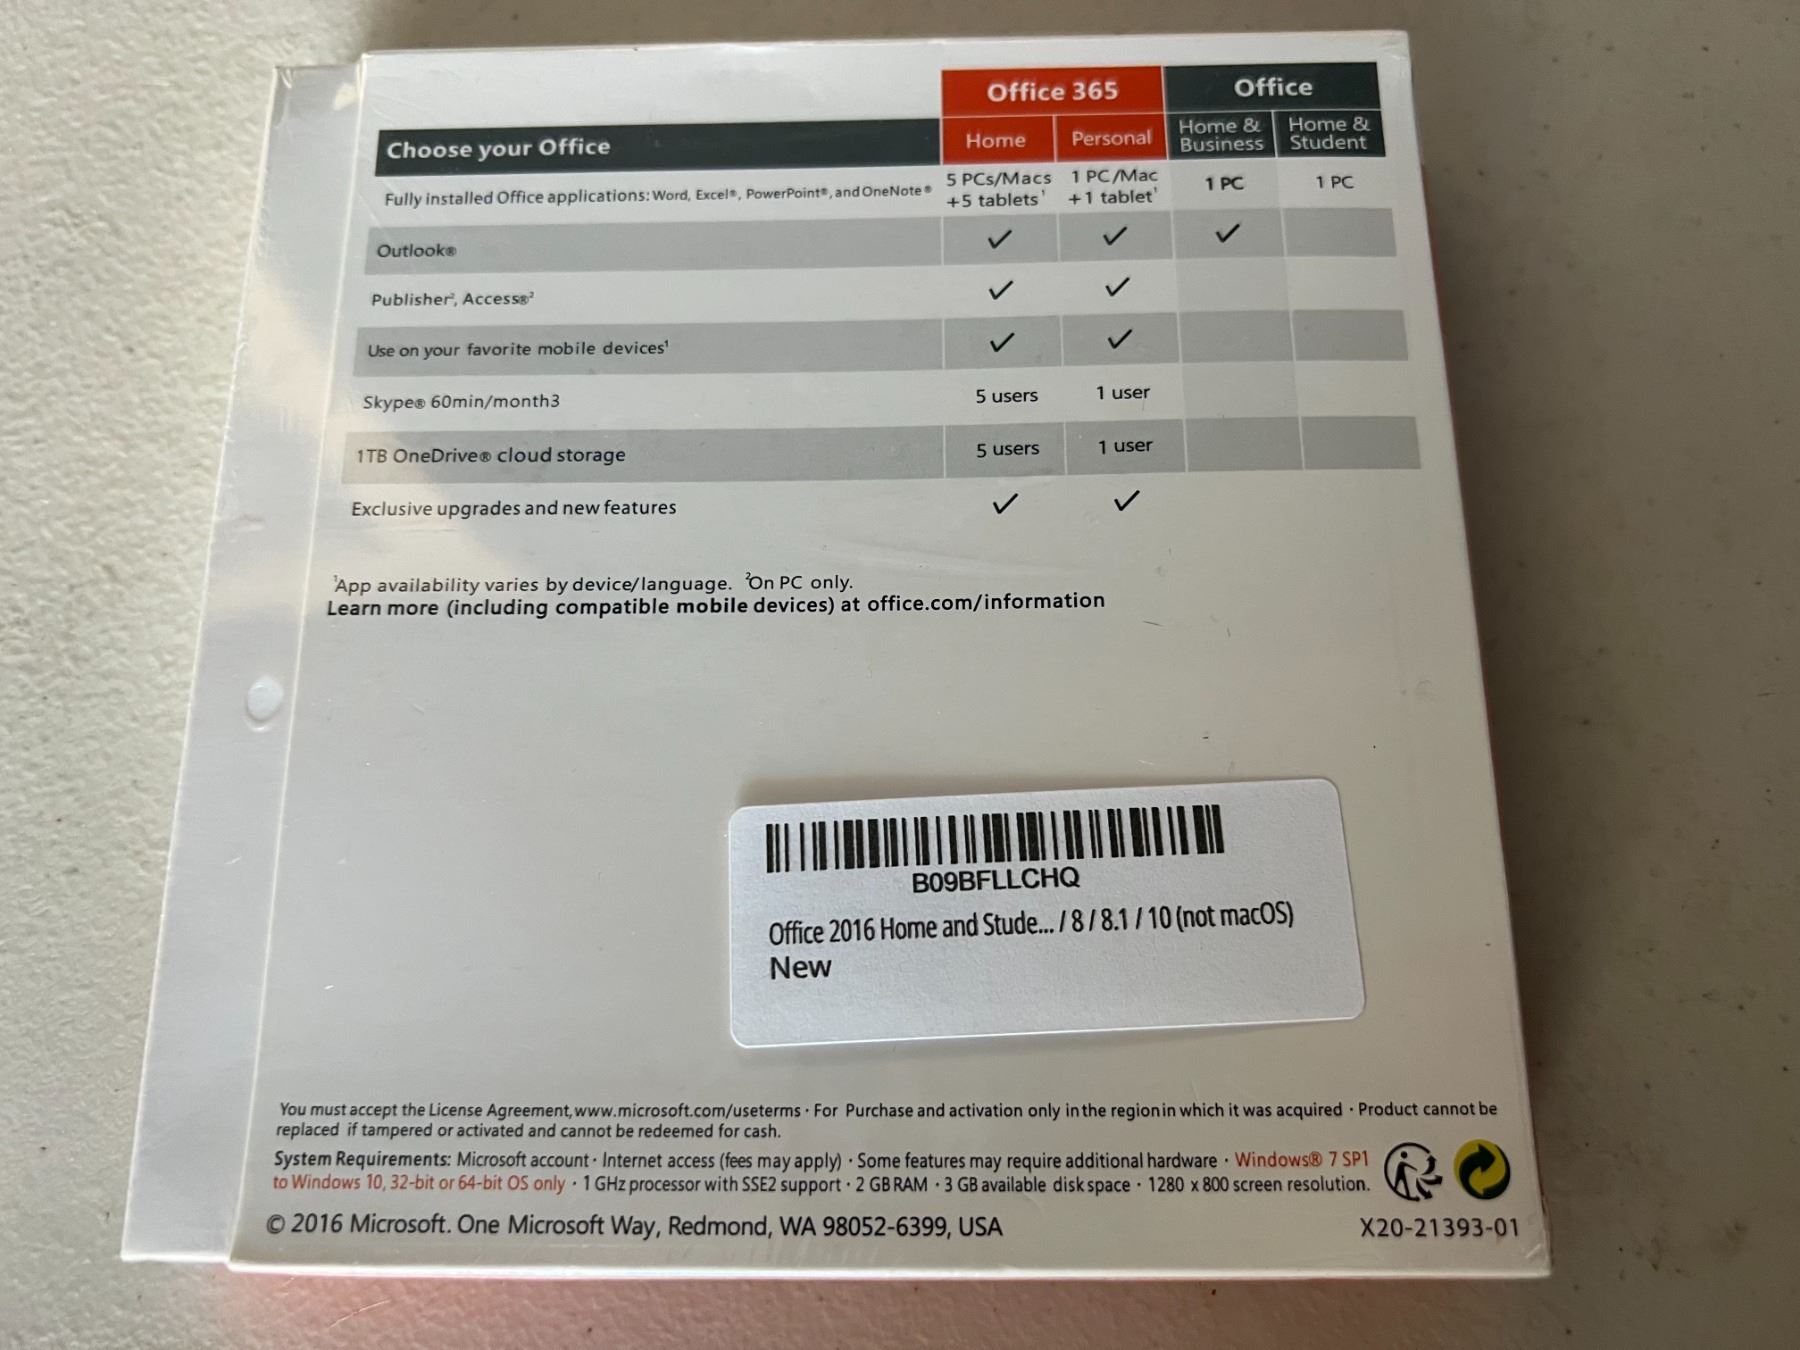 Office 365 Office
Choose your Office Home Personal Home & Business Home & Student
Fully installed Office applications: Word, Excel®, PowerPoint®, and OneNote® 5 PCs/Macs +5 tablets¹ 1 PC/Mac +1 tablet¹ 1 PC 1 PC
Outlook® ✓ ✓ ✓
Publisher², Access®² ✓ ✓
Use on your favorite mobile devices¹ ✓ ✓
Skype® 60min/month3 5 users 1 user
1TB OneDrive® cloud storage 5 users 1 user
Exclusive upgrades and new features ✓ ✓
¹App availability varies by device/language. ²On PC only.
Learn more (including compatible mobile devices) at office.com/information
B09BFLLCHQ
Office 2016 Home and Stude... / 8 / 8.1 / 10 (not macOS)
New
You must accept the License Agreement, www.microsoft.com/useterms · For Purchase and activation only in the region in which it was acquired · Product cannot be
replaced if tampered or activated and cannot be redeemed for cash.
System Requirements: Microsoft account · Internet access (fees may apply) · Some features may require additional hardware · Windows® 7 SP1
to Windows 10, 32-bit or 64-bit OS only · 1 GHz processor with SSE2 support · 2 GB RAM · 3 GB available disk space · 1280 x 800 screen resolution.
© 2016 Microsoft. One Microsoft Way, Redmond, WA 98052-6399, USA X20-21393-01